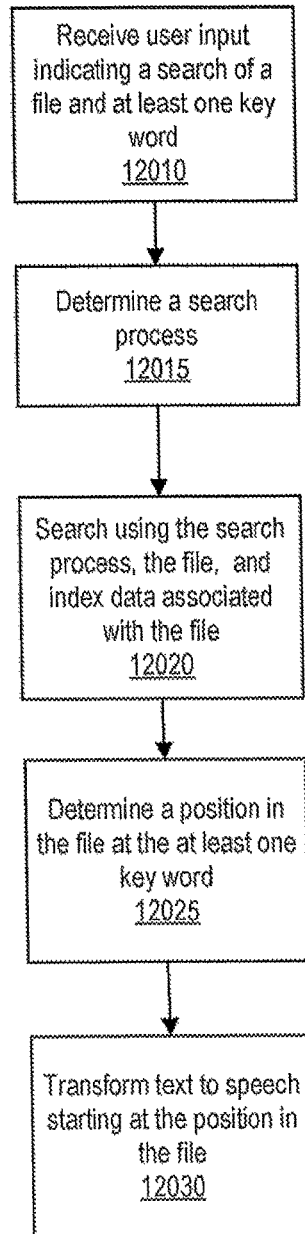 Receive user input
indicating a search of a
file and at least one key
word
12010
Determine a search
process
12015
Search using the search
process, the file, and
index data associated
with the file
12020
Determine a position in
the file at the at least one
key word
12025
Transform text to speech
starting at the position in
the file
12030